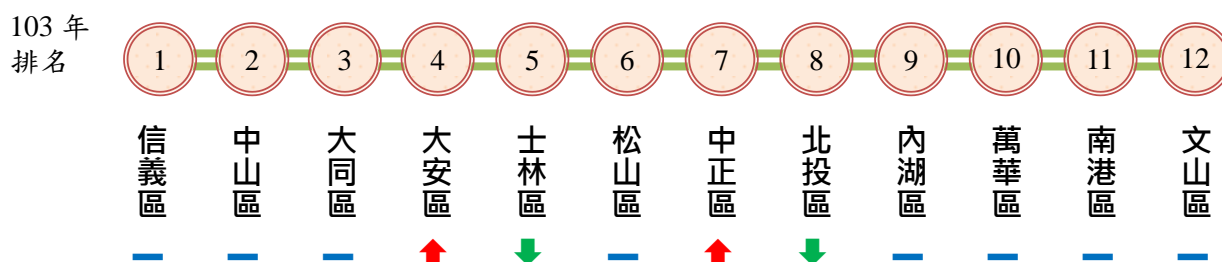 103 年
排名
1 2 3 4 5 6 7 8 9 10 11 12
信義區
中山區
大同區
大安區
士林區
松山區
中正區
北投區
內湖區
萬華區
南港區
文山區